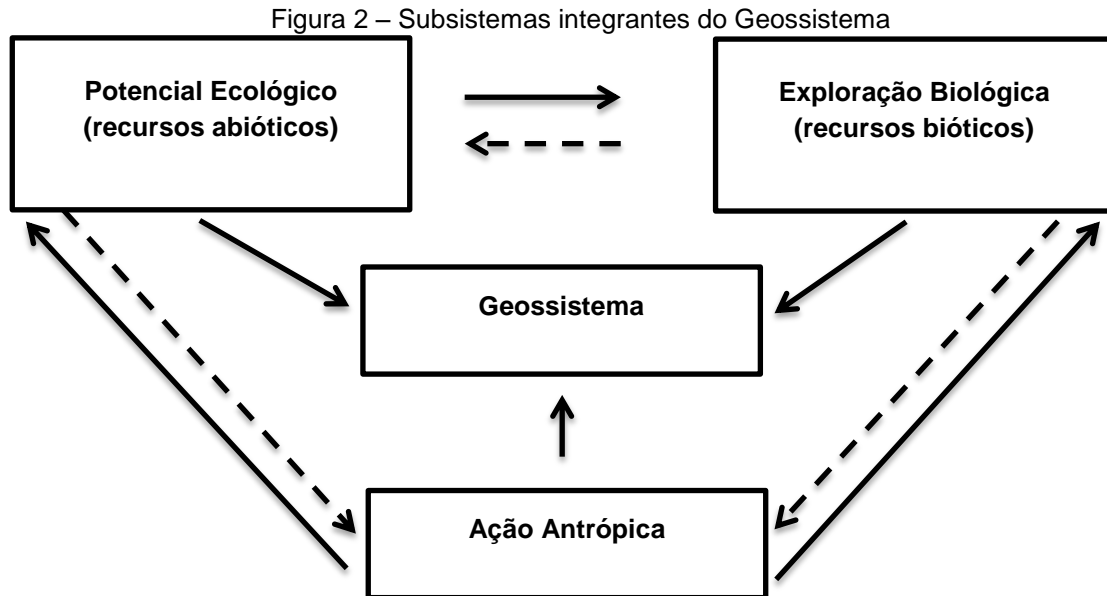 Figura 2 – Subsistemas integrantes do Geossistema
Potencial Ecológico
(recursos abióticos)
Exploração Biológica
(recursos bióticos)
Geossistema
Ação Antrópica